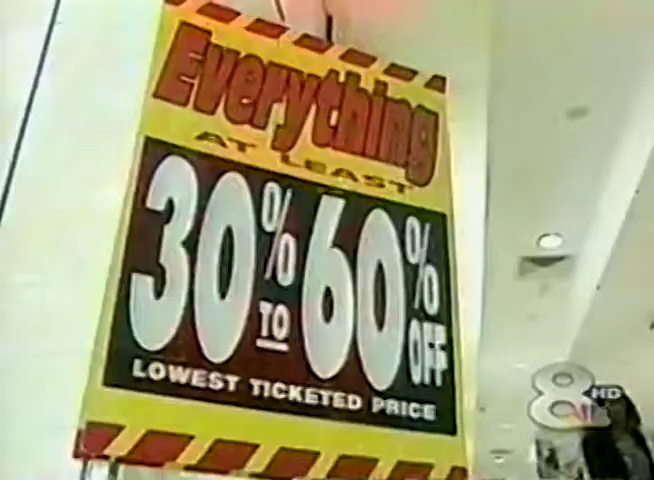 Everything
AT LEAST
30% TO 60% OFF
LOWEST TICKETED PRICE
8 HD